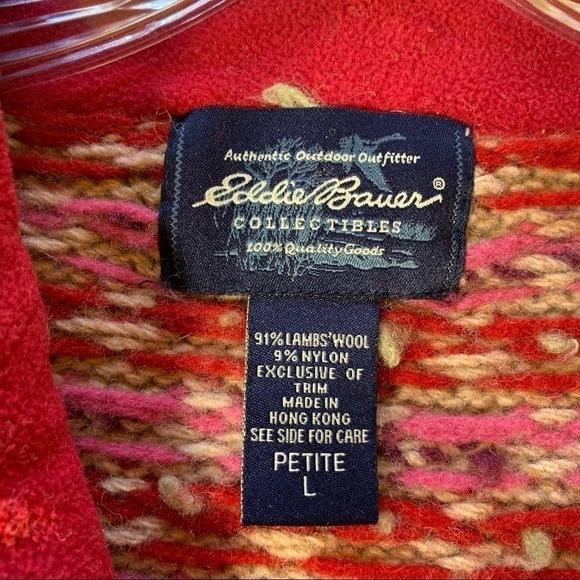 Authentic Outdoor Outfitter
Eddie Bauer®
COLLECTIBLES
100% Quality Goods
91% LAMBS' WOOL
9% NYLON
EXCLUSIVE OF
TRIM
MADE IN
HONG KONG
SEE SIDE FOR CARE
PETITE
L